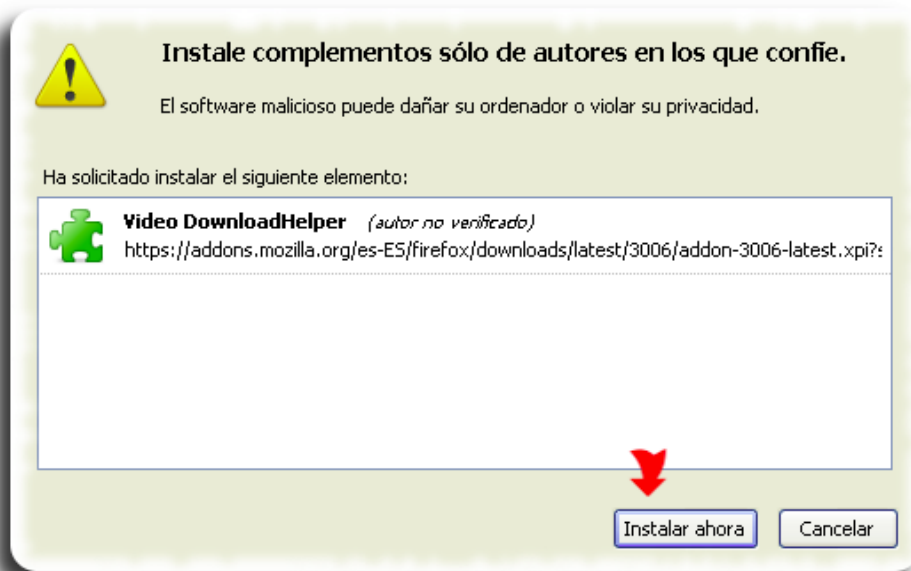 Instale complementos sólo de autores en los que confíe.
El software malicioso puede dañar su ordenador o violar su privacidad.
Ha solicitado instalar el siguiente elemento:
Video DownloadHelper (autor no verificado)
https://addons.mozilla.org/es-ES/firefox/downloads/latest/3006/addon-3006-latest.xpi?s
Instalar ahora Cancelar